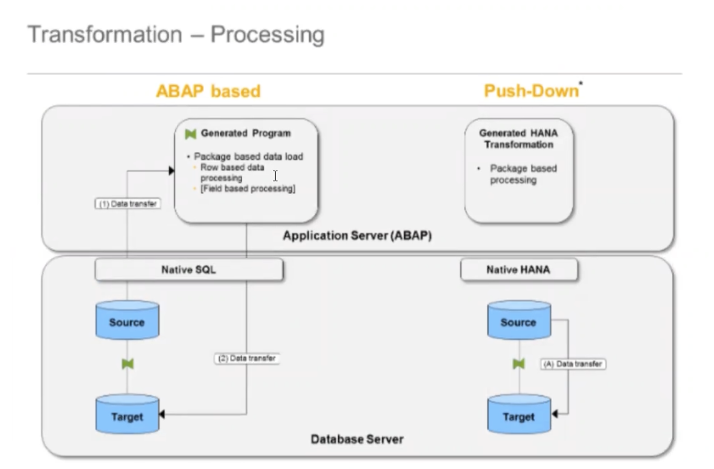 Transformation – Processing
ABAP based
Push-Down*
Generated Program
• Package based data load
• Row based data
processing
• [Field based processing]
Generated HANA
Transformation
• Package based
processing
(1) Data transfer
Application Server (ABAP)
Native SQL
Native HANA
Source
Source
(2) Data transfer
(A) Data transfer
Target
Target
Database Server